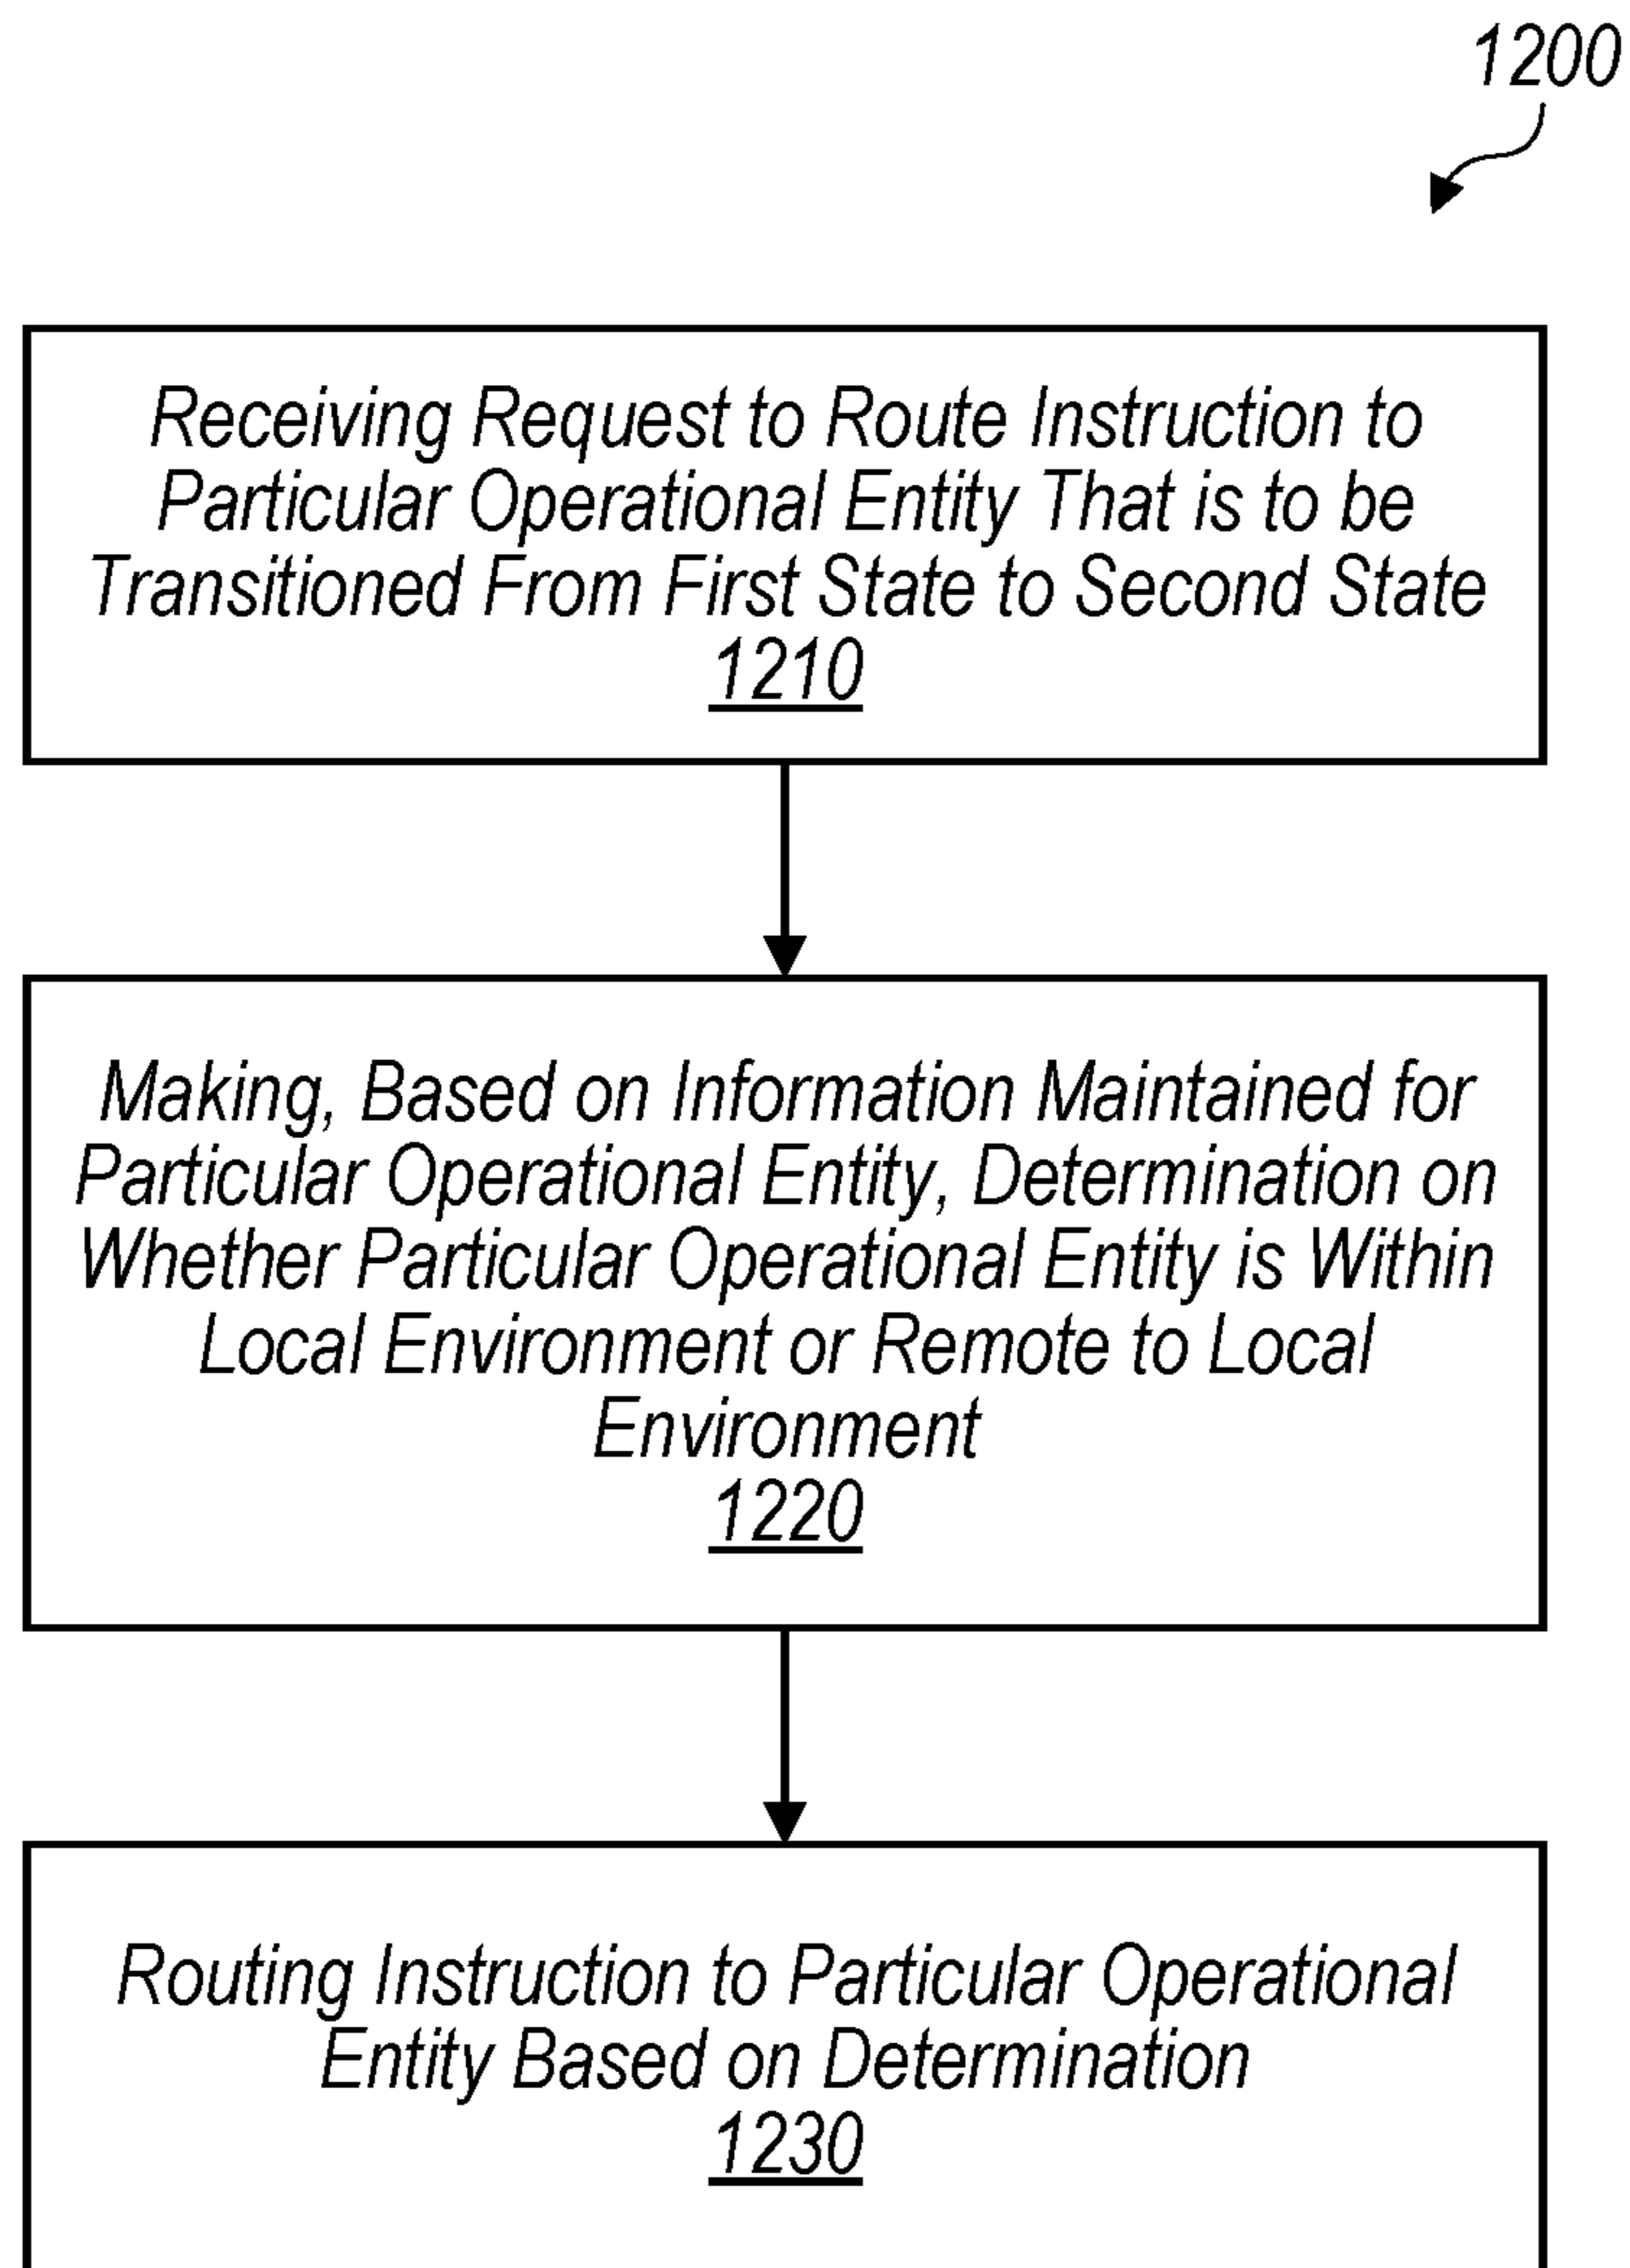 1200
Receiving Request to Route Instruction to
Particular Operational Entity That is to be
Transitioned From First State to Second State
1210
Making, Based on Information Maintained for
Particular Operational Entity, Determination on
Whether Particular Operational Entity is Within
Local Environment or Remote to Local
Environment
1220
Routing Instruction to Particular Operational
Entity Based on Determination
1230